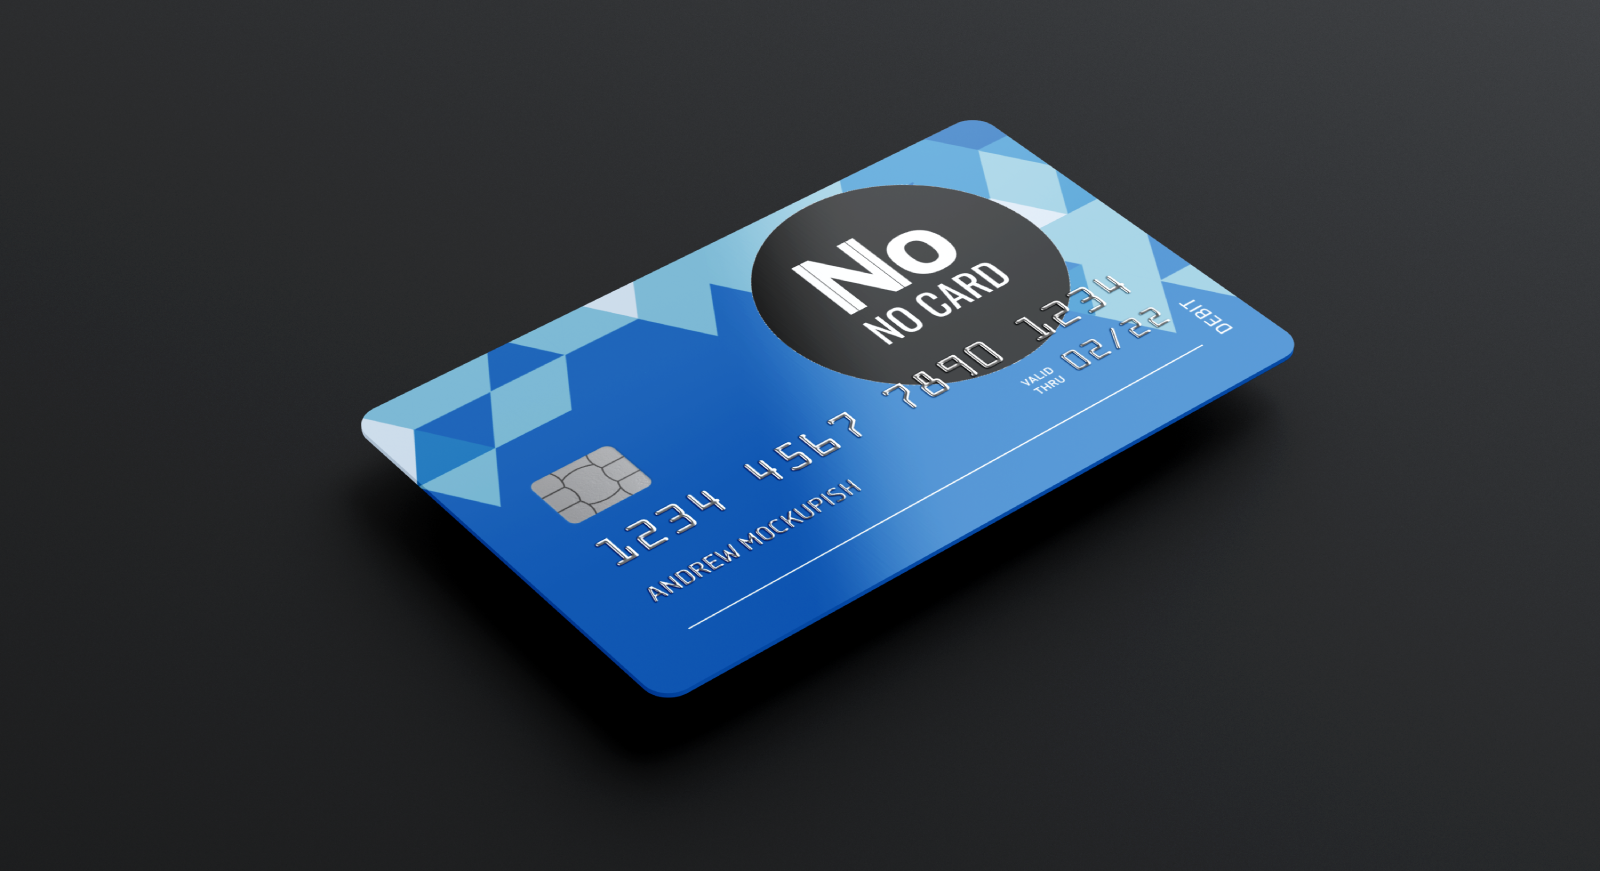 No
NO CARD
DEBIT
1234 4567 7890 1234
VALID
THRU
02/22
ANDREW MOCKUPISH